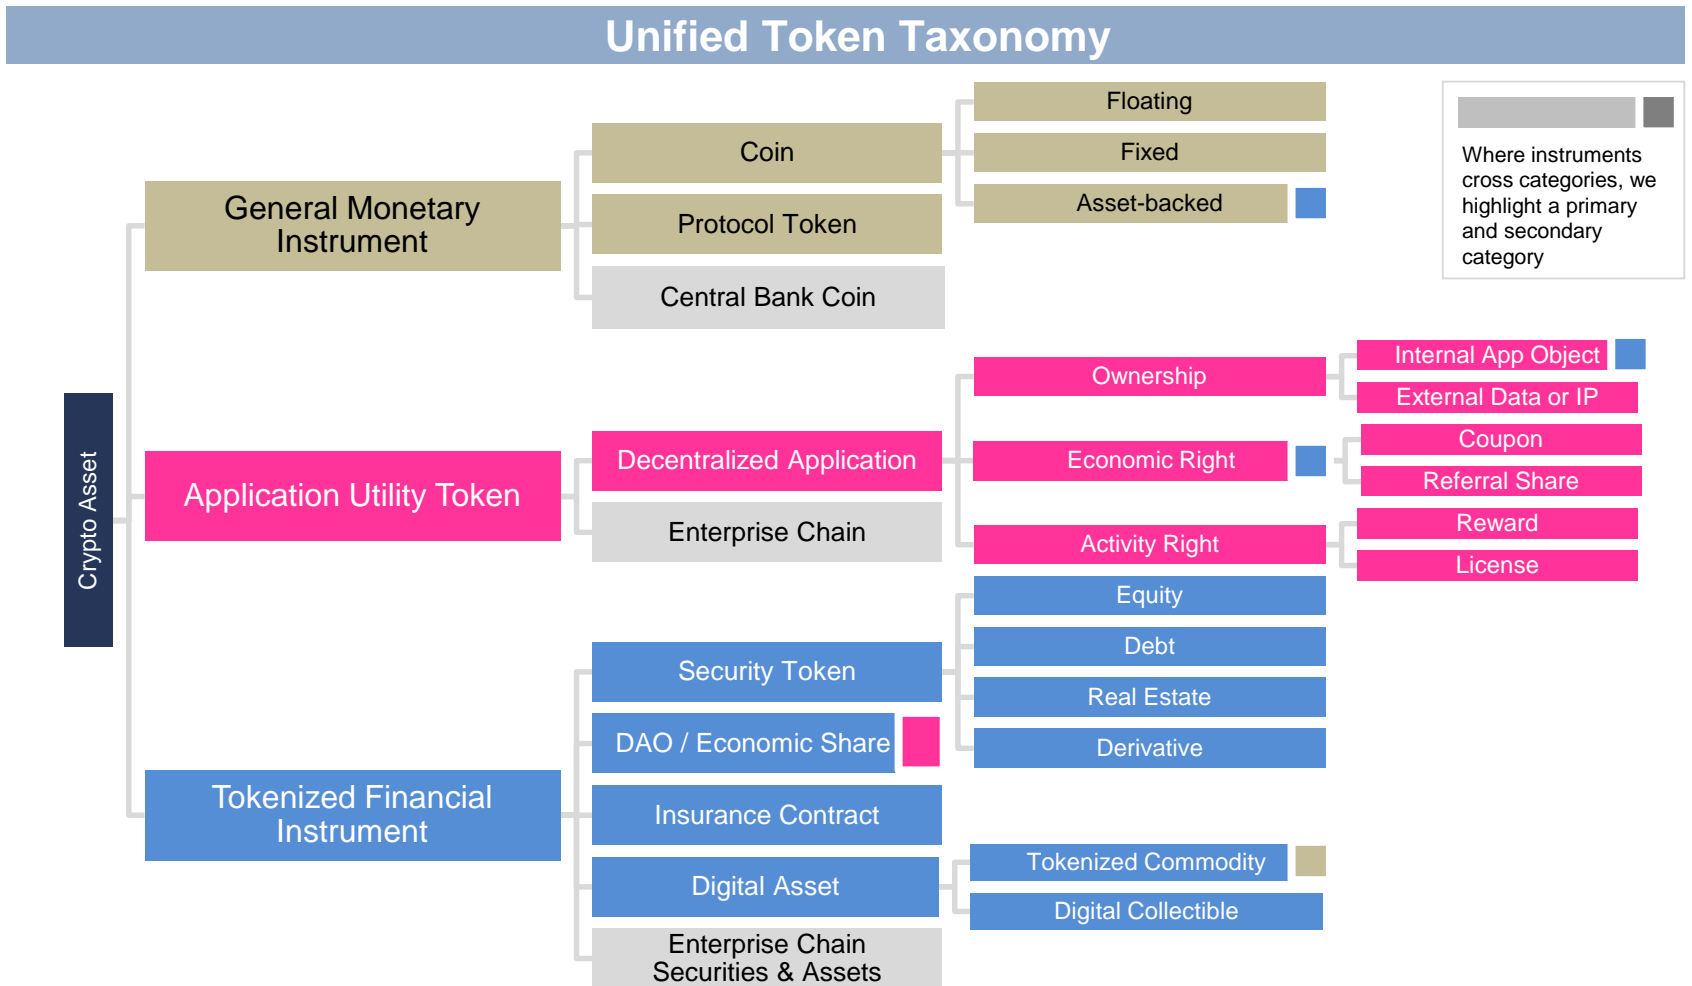 Unified Token Taxonomy
Crypto Asset
General Monetary
Instrument
Coin
Floating
Fixed
Asset-backed
Protocol Token
Central Bank Coin
Where instruments
cross categories, we
highlight a primary
and secondary
category
Application Utility Token
Decentralized Application
Ownership
Internal App Object
External Data or IP
Economic Right
Coupon
Referral Share
Activity Right
Reward
License
Enterprise Chain
Tokenized Financial
Instrument
Security Token
Equity
Debt
Real Estate
Derivative
DAO / Economic Share
Insurance Contract
Digital Asset
Tokenized Commodity
Digital Collectible
Enterprise Chain
Securities & Assets